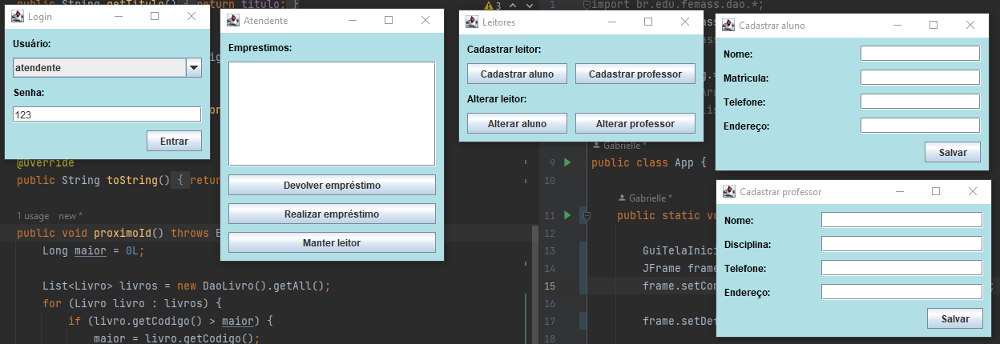 Login
Usuário:
atendente
Senha:
123
Entrar
Atendente
Emprestimos:
Devolver empréstimo
Realizar empréstimo
Manter leitor
Leitores
Cadastrar leitor:
Cadastrar aluno
Cadastrar professor
Alterar leitor:
Alterar aluno
Alterar professor
Cadastrar aluno
Nome:
Matrícula:
Telefone:
Endereço:
Salvar
Cadastrar professor
Nome:
Disciplina:
Telefone:
Endereço:
Salvar
public String getTitulo() { return titulo; }
@Override
public String toString() { retur
1 usage new *
public void proximoId() throws E
Long maior = 0L;
List<Livro> livros = new DaoLivro().getAll();
for (Livro livro : livros) {
if (livro.getCodigo() > maior) {
maior = livro.getCodigo();
3
1 import br.edu.femass.dao.*;
Gabrielle *
9 public class App {
10
Gabrielle *
11 public static vo
12
13 GuiTelaInici
14 JFrame frame
15 frame.setCor
16
17 frame.setDef
18